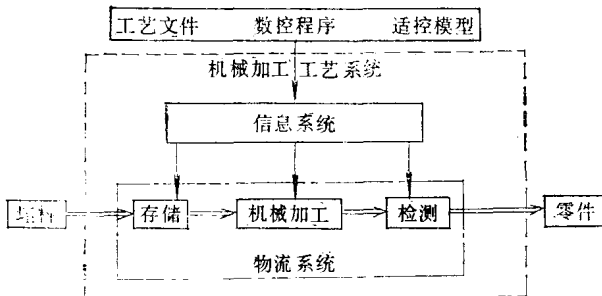 工艺文件 数控程序 适控模型
机械加工工艺系统
信息系统
坯料 存储 机械加工 检测 零件
物流系统